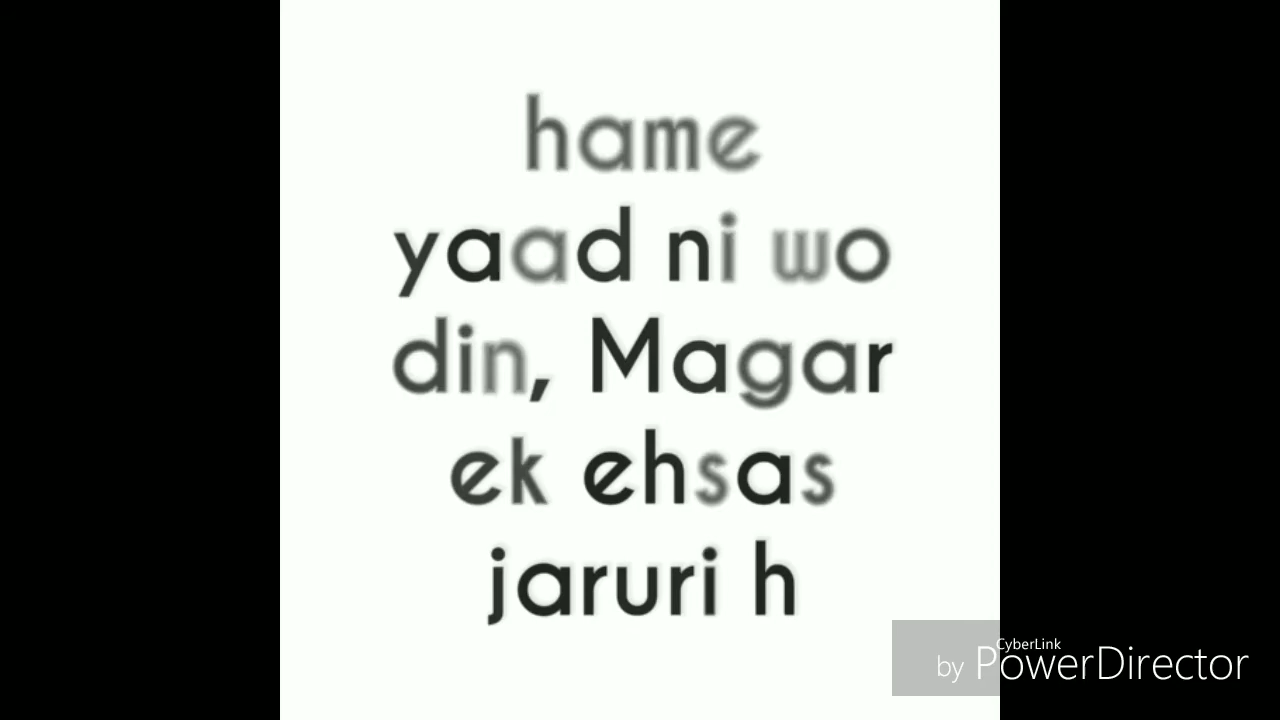 hame
yaad ni wo
din, Magar
ek ehsas
jaruri h
CyberLink
by PowerDirector